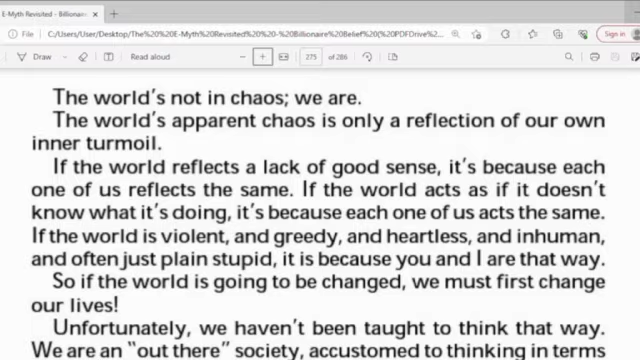 E-Myth Revisited - Billionaire
File
C:/Users/User/Desktop/The%20%20E-Myth%20Revisited%20%20-%20Billionaire%20Belief%20(%20PDFDrive%2...
Sign in
Draw
Read aloud
275
of 286
The world's not in chaos; we are.
The world's apparent chaos is only a reflection of our own
inner turmoil.
If the world reflects a lack of good sense, it's because each
one of us reflects the same. If the world acts as if it doesn't
know what it's doing, it's because each one of us acts the same.
If the world is violent, and greedy, and heartless, and inhuman,
and often just plain stupid, it is because you and I are that way.
So if the world is going to be changed, we must first change
our lives!
Unfortunately, we haven't been taught to think that way.
We are an "out there" society, accustomed to thinking in terms